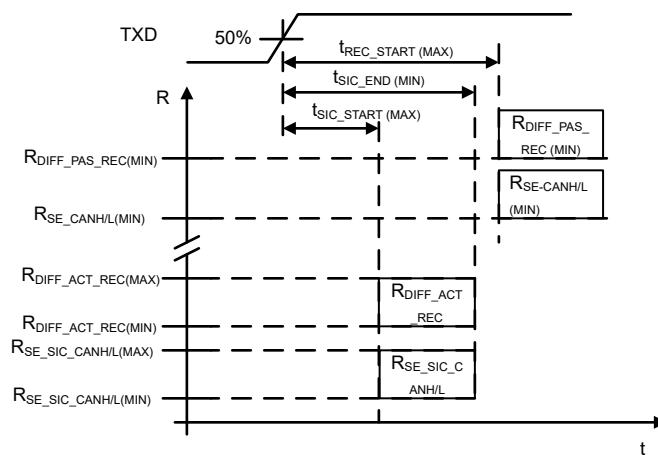 TXD
50%
tREC_START (MAX)
tSIC_END (MIN)
tSIC_START (MAX)
R
RDIFF_PAS_
REC (MIN)
RDIFF_PAS_REC(MIN)
RSE-CANH/L
(MIN)
RSE_CANH/L(MIN)
RDIFF_ACT_REC(MAX)
RDIFF_ACT
_REC
RDIFF_ACT_REC(MIN)
RSE_SIC_CANH/L(MAX)
RSE_SIC_C
ANH/L
RSE_SIC_CANH/L(MIN)
t